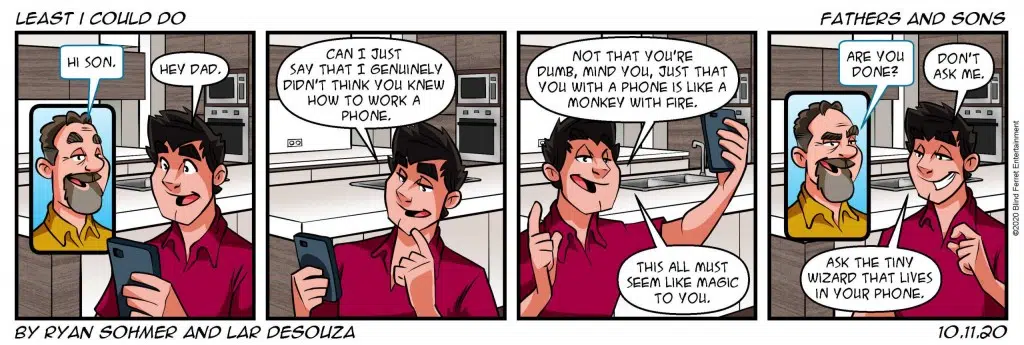 LEAST I COULD DO
FATHERS AND SONS
HI SON.
HEY DAD.
CAN I JUST
SAY THAT I GENUINELY
DIDN'T THINK YOU KNEW
HOW TO WORK A
PHONE.
NOT THAT YOU'RE
DUMB, MIND YOU, JUST THAT
YOU WITH A PHONE IS LIKE A
MONKEY WITH FIRE.
THIS ALL MUST
SEEM LIKE MAGIC
TO YOU.
ARE YOU
DONE?
DON'T
ASK ME.
ASK THE TINY
WIZARD THAT LIVES
IN YOUR PHONE.
©2020 Blind Ferret Entertainment
BY RYAN SOHMER AND LAR DESOUZA
10.11.20